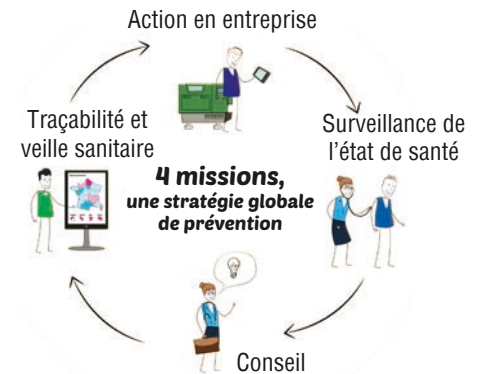 Action en entreprise
Traçabilité et
veille sanitaire
Surveillance de
l'état de santé
4 missions,
une stratégie globale
de prévention
Conseil